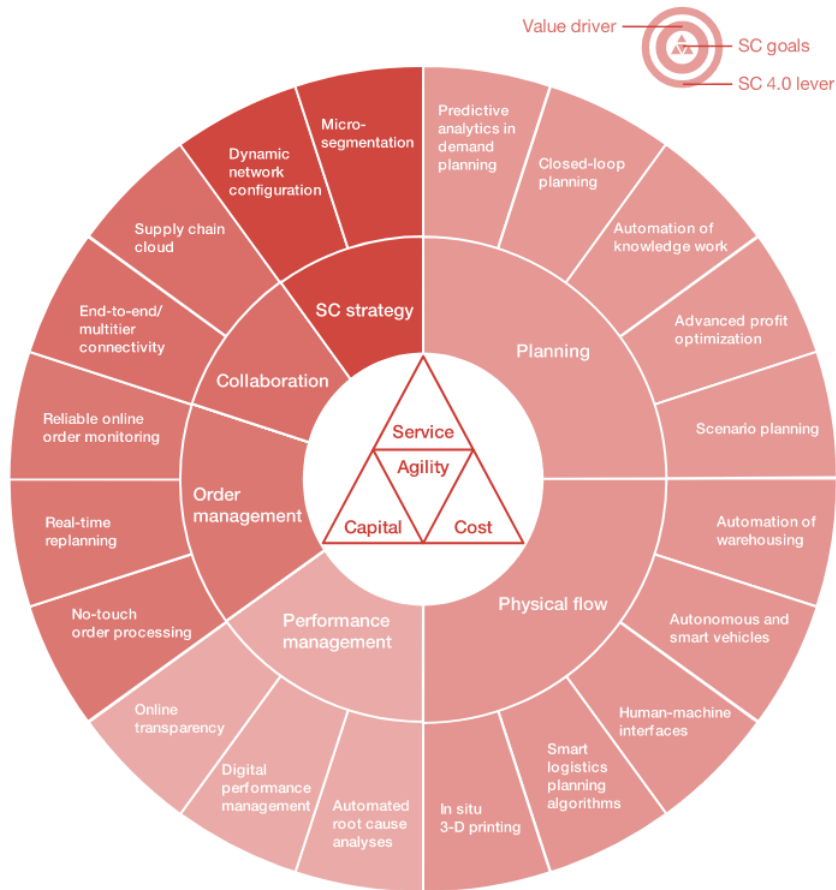 Value driver
SC goals
SC 4.0 lever
Micro-
segmentation
Dynamic
network
configuration
Supply chain
cloud
End-to-end/
multitier
connectivity
Reliable online
order monitoring
Real-time
replanning
No-touch
order processing
Online
transparency
Digital
performance
management
Automated
root cause
analyses
In situ
3-D printing
Smart
logistics
planning
algorithms
Human-machine
interfaces
Autonomous and
smart vehicles
Automation of
warehousing
Scenario planning
Advanced profit
optimization
Automation of
knowledge work
Closed-loop
planning
Predictive
analytics in
demand
planning
SC strategy
Collaboration
Order
management
Performance
management
Physical flow
Planning
Service
Agility
Capital
Cost